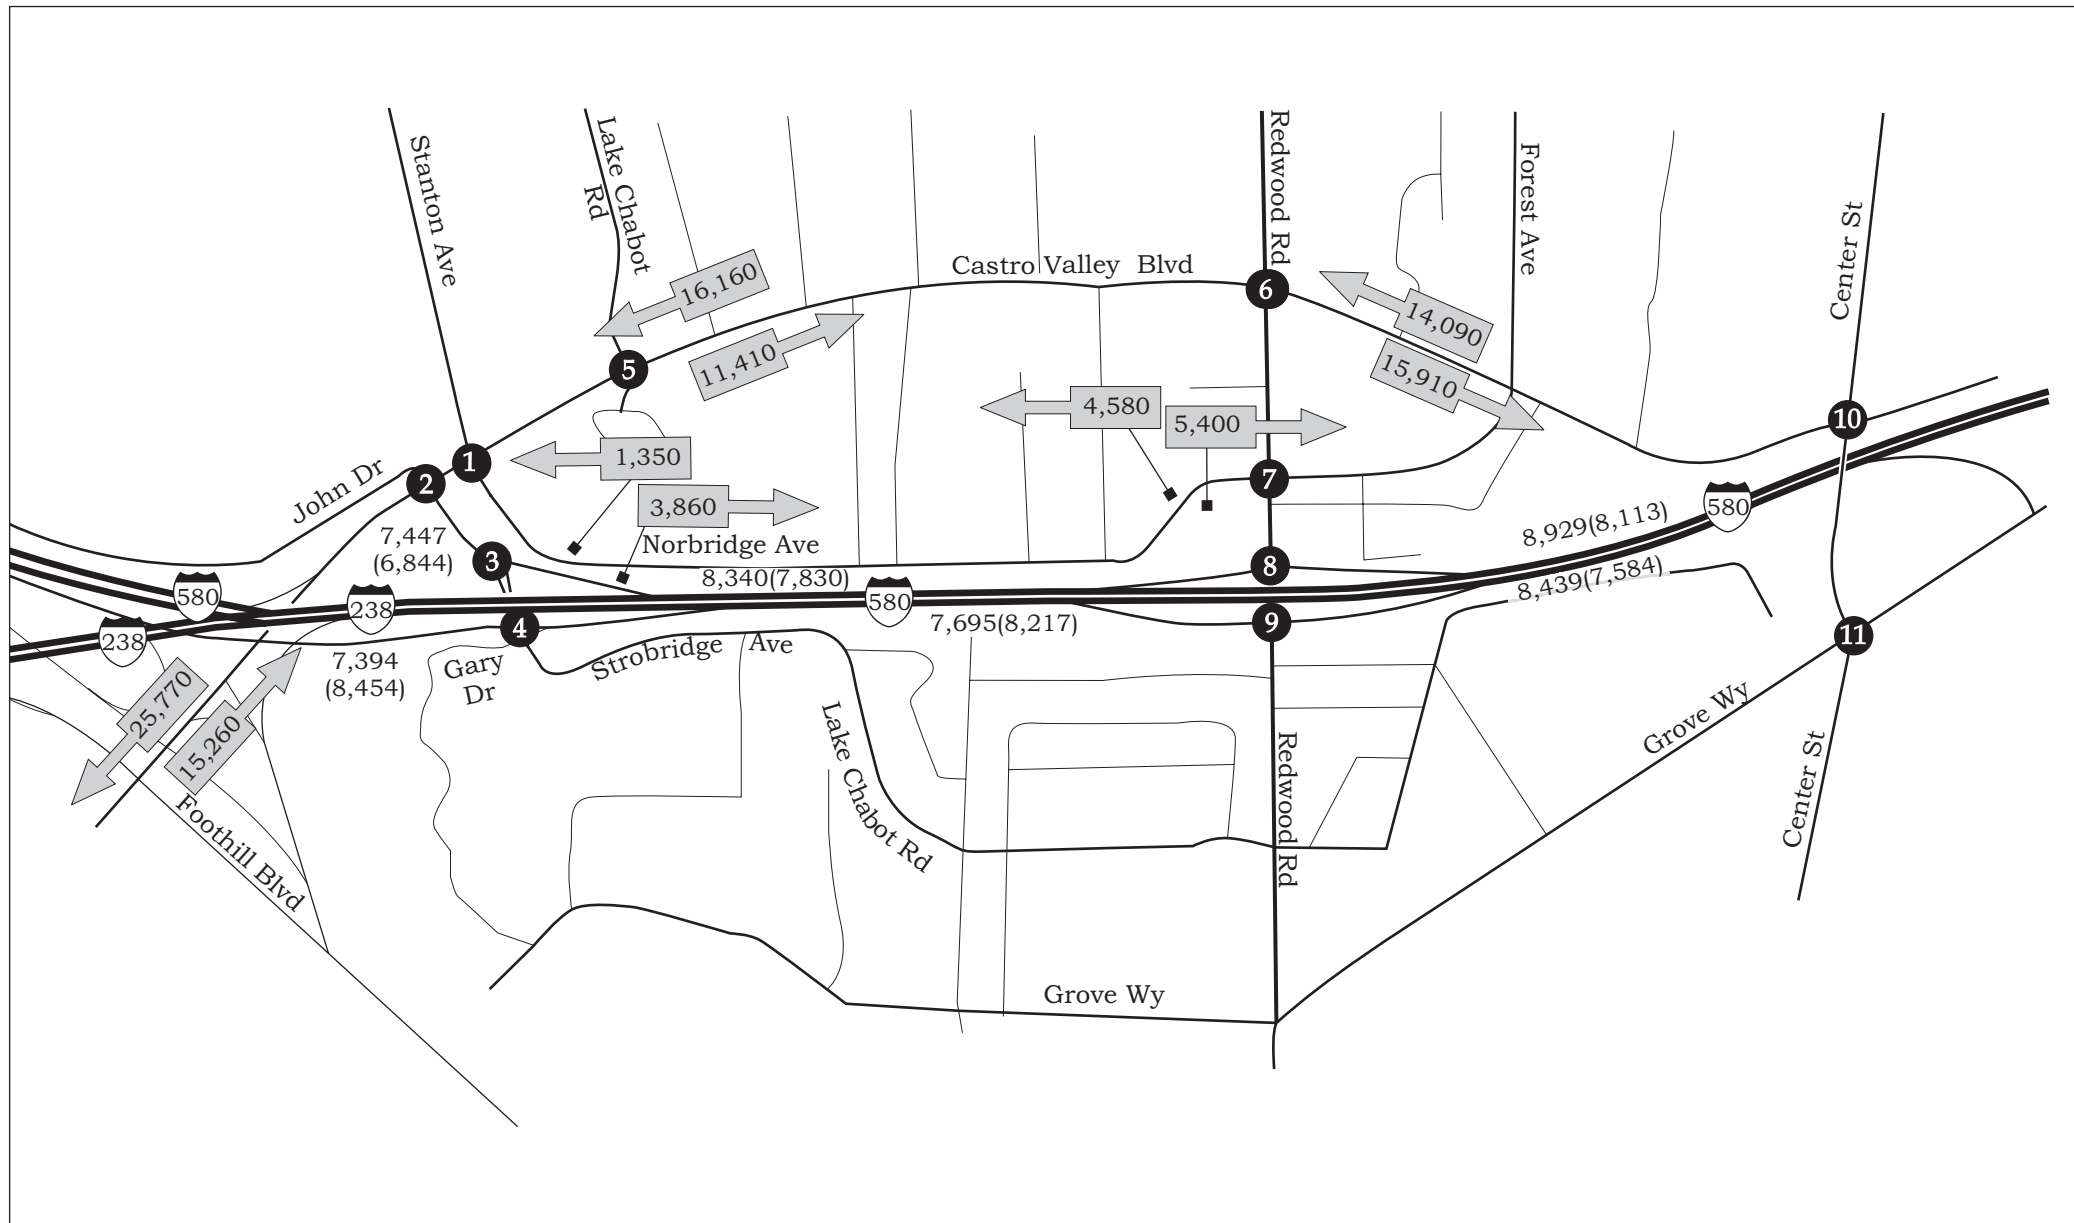 Stanton Ave
Lake Chabot
Rd
Redwood Rd
Forest Ave
Center St
Castro Valley Blvd
16,160
11,410
6
14,090
15,910
5
4,580
5,400
10
1
1,350
John Dr
2
7
3,860
580
7,447
(6,844)
Norbridge Ave
8,929(8,113)
3
8
8,340(7,830)
580
238
580
8,439(7,584)
238
4
7,695(8,217)
9
11
7,394
(8,454)
Gary
Dr
Strobridge Ave
25,770
15,260
Lake Chabot Rd
Redwood Rd
Grove Wy
Center St
Foothill Blvd
Grove Wy